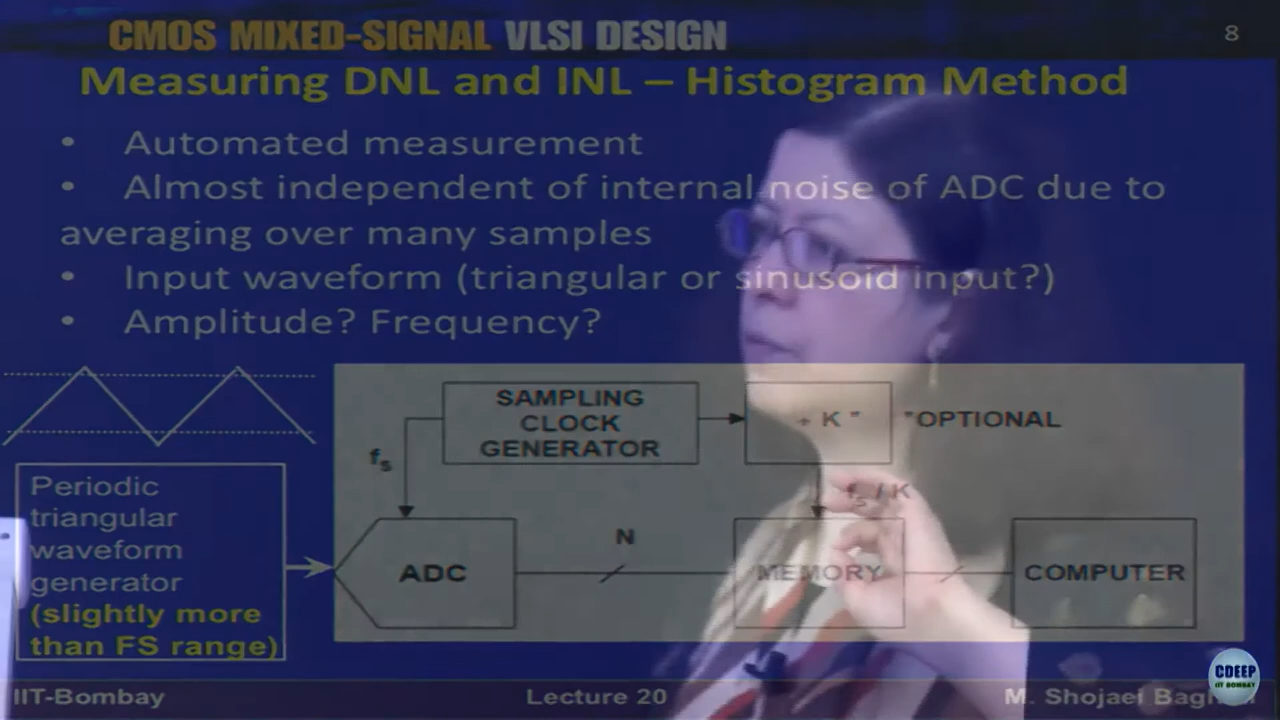 CMOS MIXED-SIGNAL VLSI DESIGN
8
Measuring DNL and INL – Histogram Method
• Automated measurement
• Almost independent of internal noise of ADC due to
averaging over many samples
• Input waveform (triangular or sinusoid input?)
• Amplitude? Frequency?
SAMPLING
CLOCK
GENERATOR
÷ K *
*OPTIONAL
fs
fs / K
Periodic
triangular
waveform
generator
(slightly more
than FS range)
ADC
N
MEMORY
COMPUTER
IIT-Bombay
Lecture 20
M. Shojaei
CDEEP
IIT BOMBAY